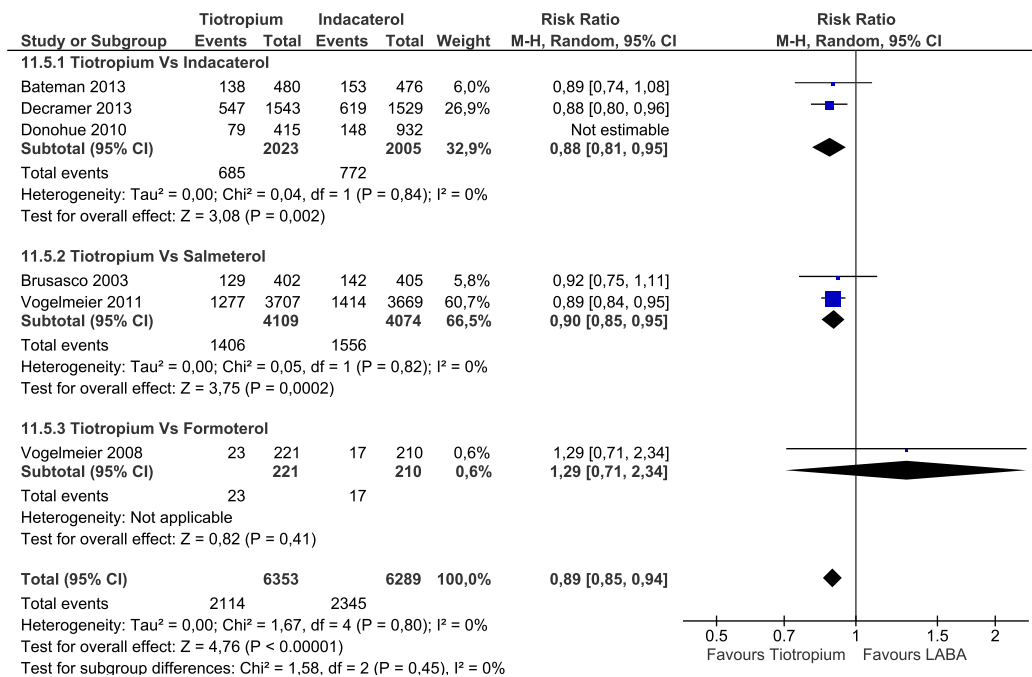 Tiotropium Indacaterol Risk Ratio Risk Ratio
Study or Subgroup Events Total Events Total Weight M-H, Random, 95% CI M-H, Random, 95% CI
11.5.1 Tiotropium Vs Indacaterol
Bateman 2013 138 480 153 476 6,0% 0,89 [0,74, 1,08]
Decramer 2013 547 1543 619 1529 26,9% 0,88 [0,80, 0,96]
Donohue 2010 79 415 148 932 Not estimable
Subtotal (95% CI) 2023 2005 32,9% 0,88 [0,81, 0,95]
Total events 685 772
Heterogeneity: Tau² = 0,00; Chi² = 0,04, df = 1 (P = 0,84); I² = 0%
Test for overall effect: Z = 3,08 (P = 0,002)
11.5.2 Tiotropium Vs Salmeterol
Brusasco 2003 129 402 142 405 5,8% 0,92 [0,75, 1,11]
Vogelmeier 2011 1277 3707 1414 3669 60,7% 0,89 [0,84, 0,95]
Subtotal (95% CI) 4109 4074 66,5% 0,90 [0,85, 0,95]
Total events 1406 1556
Heterogeneity: Tau² = 0,00; Chi² = 0,05, df = 1 (P = 0,82); I² = 0%
Test for overall effect: Z = 3,75 (P = 0,0002)
11.5.3 Tiotropium Vs Formoterol
Vogelmeier 2008 23 221 17 210 0,6% 1,29 [0,71, 2,34]
Subtotal (95% CI) 221 210 0,6% 1,29 [0,71, 2,34]
Total events 23 17
Heterogeneity: Not applicable
Test for overall effect: Z = 0,82 (P = 0,41)
Total (95% CI) 6353 6289 100,0% 0,89 [0,85, 0,94]
Total events 2114 2345
Heterogeneity: Tau² = 0,00; Chi² = 1,67, df = 4 (P = 0,80); I² = 0%
Test for overall effect: Z = 4,76 (P < 0.00001)
Test for subgroup differences: Chi² = 1,58, df = 2 (P = 0,45), I² = 0%
0.5 0.7 1 1.5 2
Favours Tiotropium Favours LABA